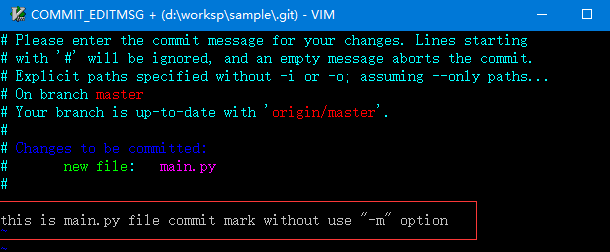 COMMIT_EDITMSG + (d:\worksp\sample\.git) - VIM
# Please enter the commit message for your changes. Lines starting
# with '#' will be ignored, and an empty message aborts the commit.
# Explicit paths specified without -i or -o; assuming --only paths...
# On branch master
# Your branch is up-to-date with 'origin/master'.
#
# Changes to be committed:
#       new file:   main.py
#
this is main.py file commit mark without use "-m" option
~
~